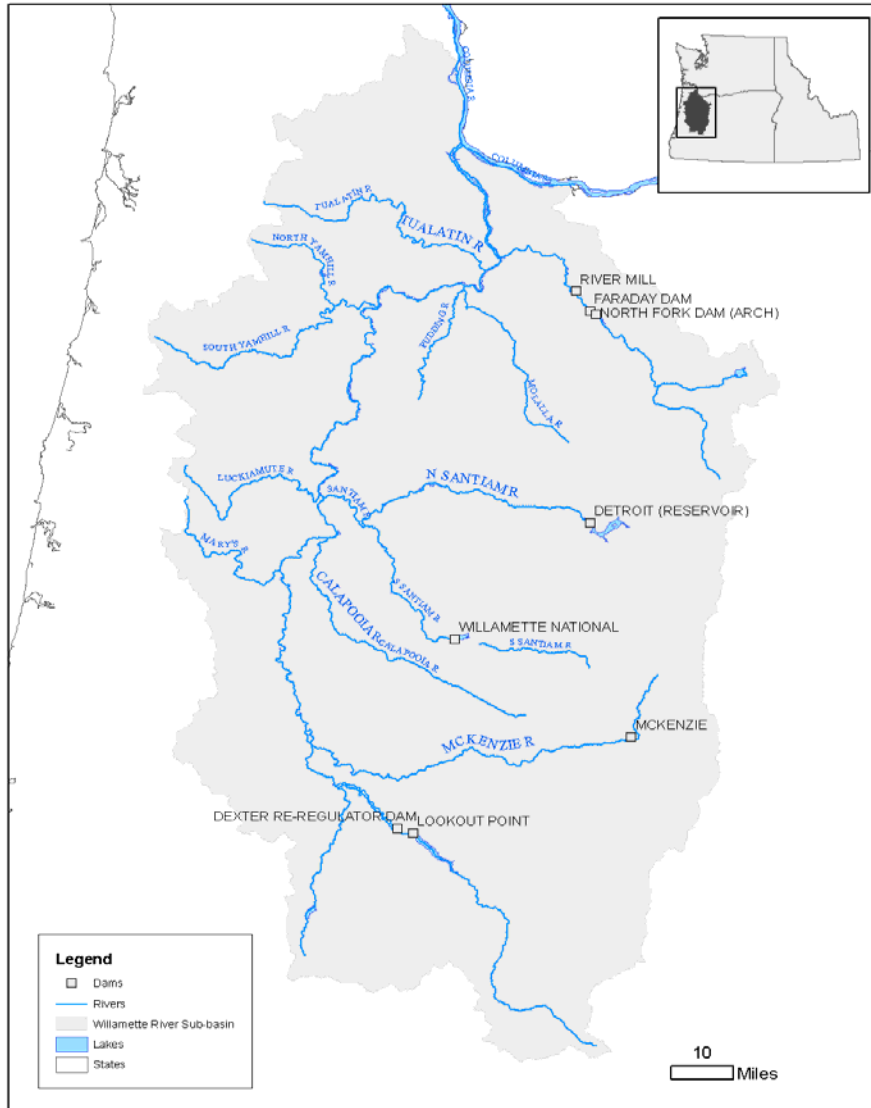 COLUMBIA R
COLUMBIA R
TUALATIN R
TUALATIN R
NORTH YAMHILL R
RIVER MILL
FARADAY DAM
NORTH FORK DAM (ARCH)
PUDDING R
SOUTH YAMHILL R
MOLALLA R
LUCKIAMUTE R
SANTIAM R
N SANTIAM R
DETROIT (RESERVOIR)
MARY'S R
S SANTIAM R
CALAPOOIA R
CALAPOOIA R
WILLAMETTE NATIONAL
S SANTIAM R
MCKENZIE R
MCKENZIE
DEXTER RE-REGULATOR DAM
LOOKOUT POINT
Legend
Dams
Rivers
Willamette River Sub-basin
Lakes
States
10
Miles